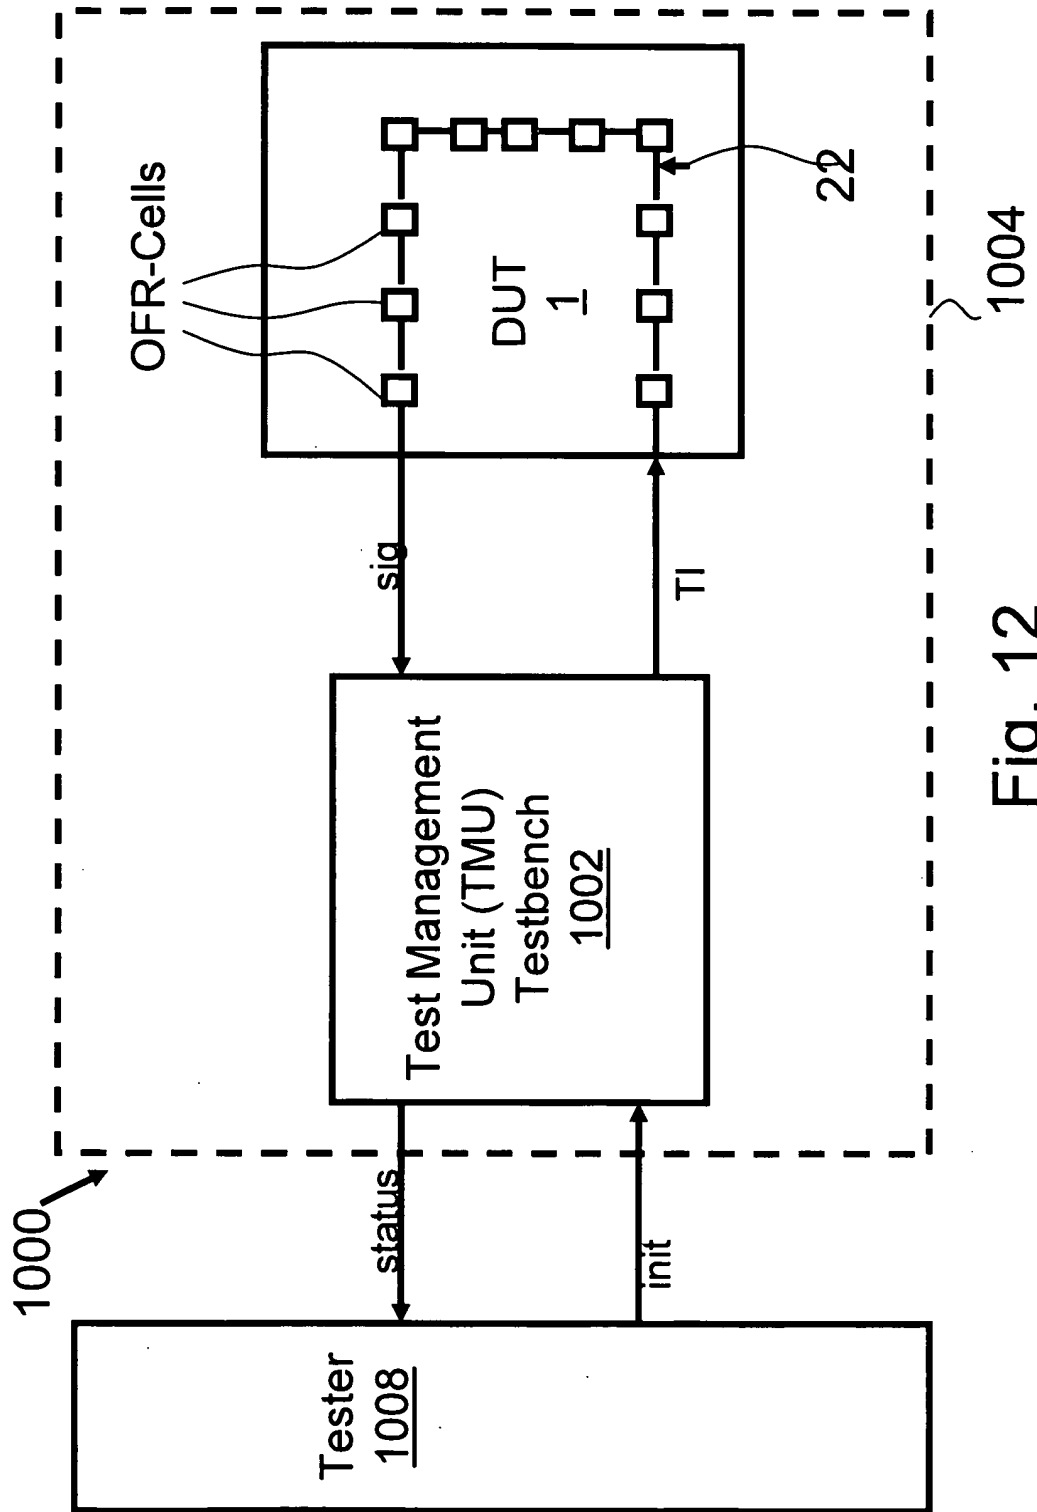 1000
Tester
1008
status
init
Test Management
Unit (TMU)
Testbench
1002
sig
TI
OFR-Cells
DUT
1
22
1004
Fig. 12